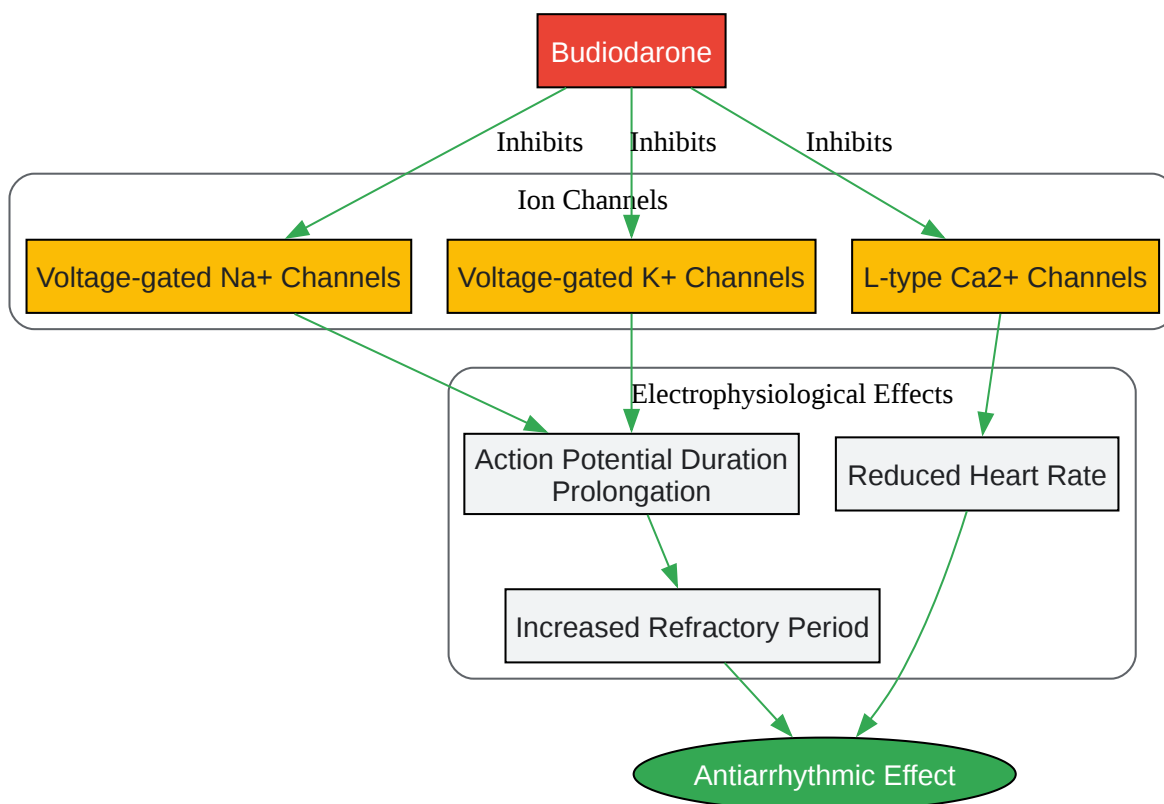 Budiodarone
Inhibits
Inhibits
Inhibits
Ion Channels
Voltage-gated Na+ Channels
Voltage-gated K+ Channels
L-type Ca2+ Channels
Electrophysiological Effects
Action Potential Duration
Prolongation
Reduced Heart Rate
Increased Refractory Period
Antiarrhythmic Effect